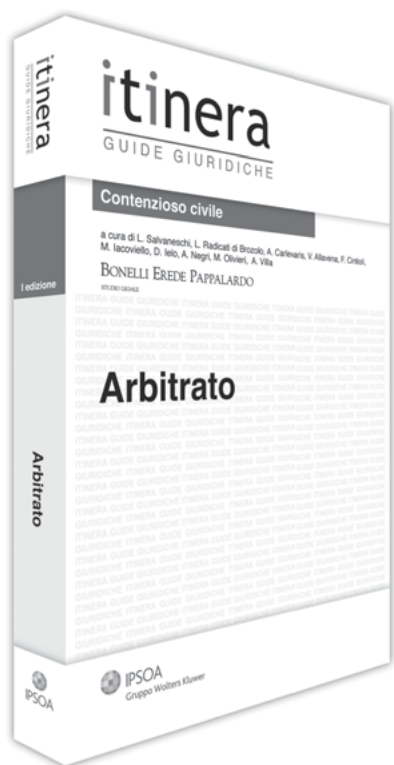 itinera
GUIDE GIURIDICHE
Contenzioso civile
a cura di L. Salvaneschi, L. Radicati di Brozolo, A. Carlevaris, V. Allavena, F. Cintioli,
M. Iacoviello, D. Ielo, A. Negri, M. Olivieri, A. Villa
BONELLI EREDE PAPPALARDO
STUDIO LEGALE
Arbitrato
IPSOA
Gruppo Wolters Kluwer
itinera
GUIDE GIURIDICHE
I edizione
Arbitrato
IPSOA